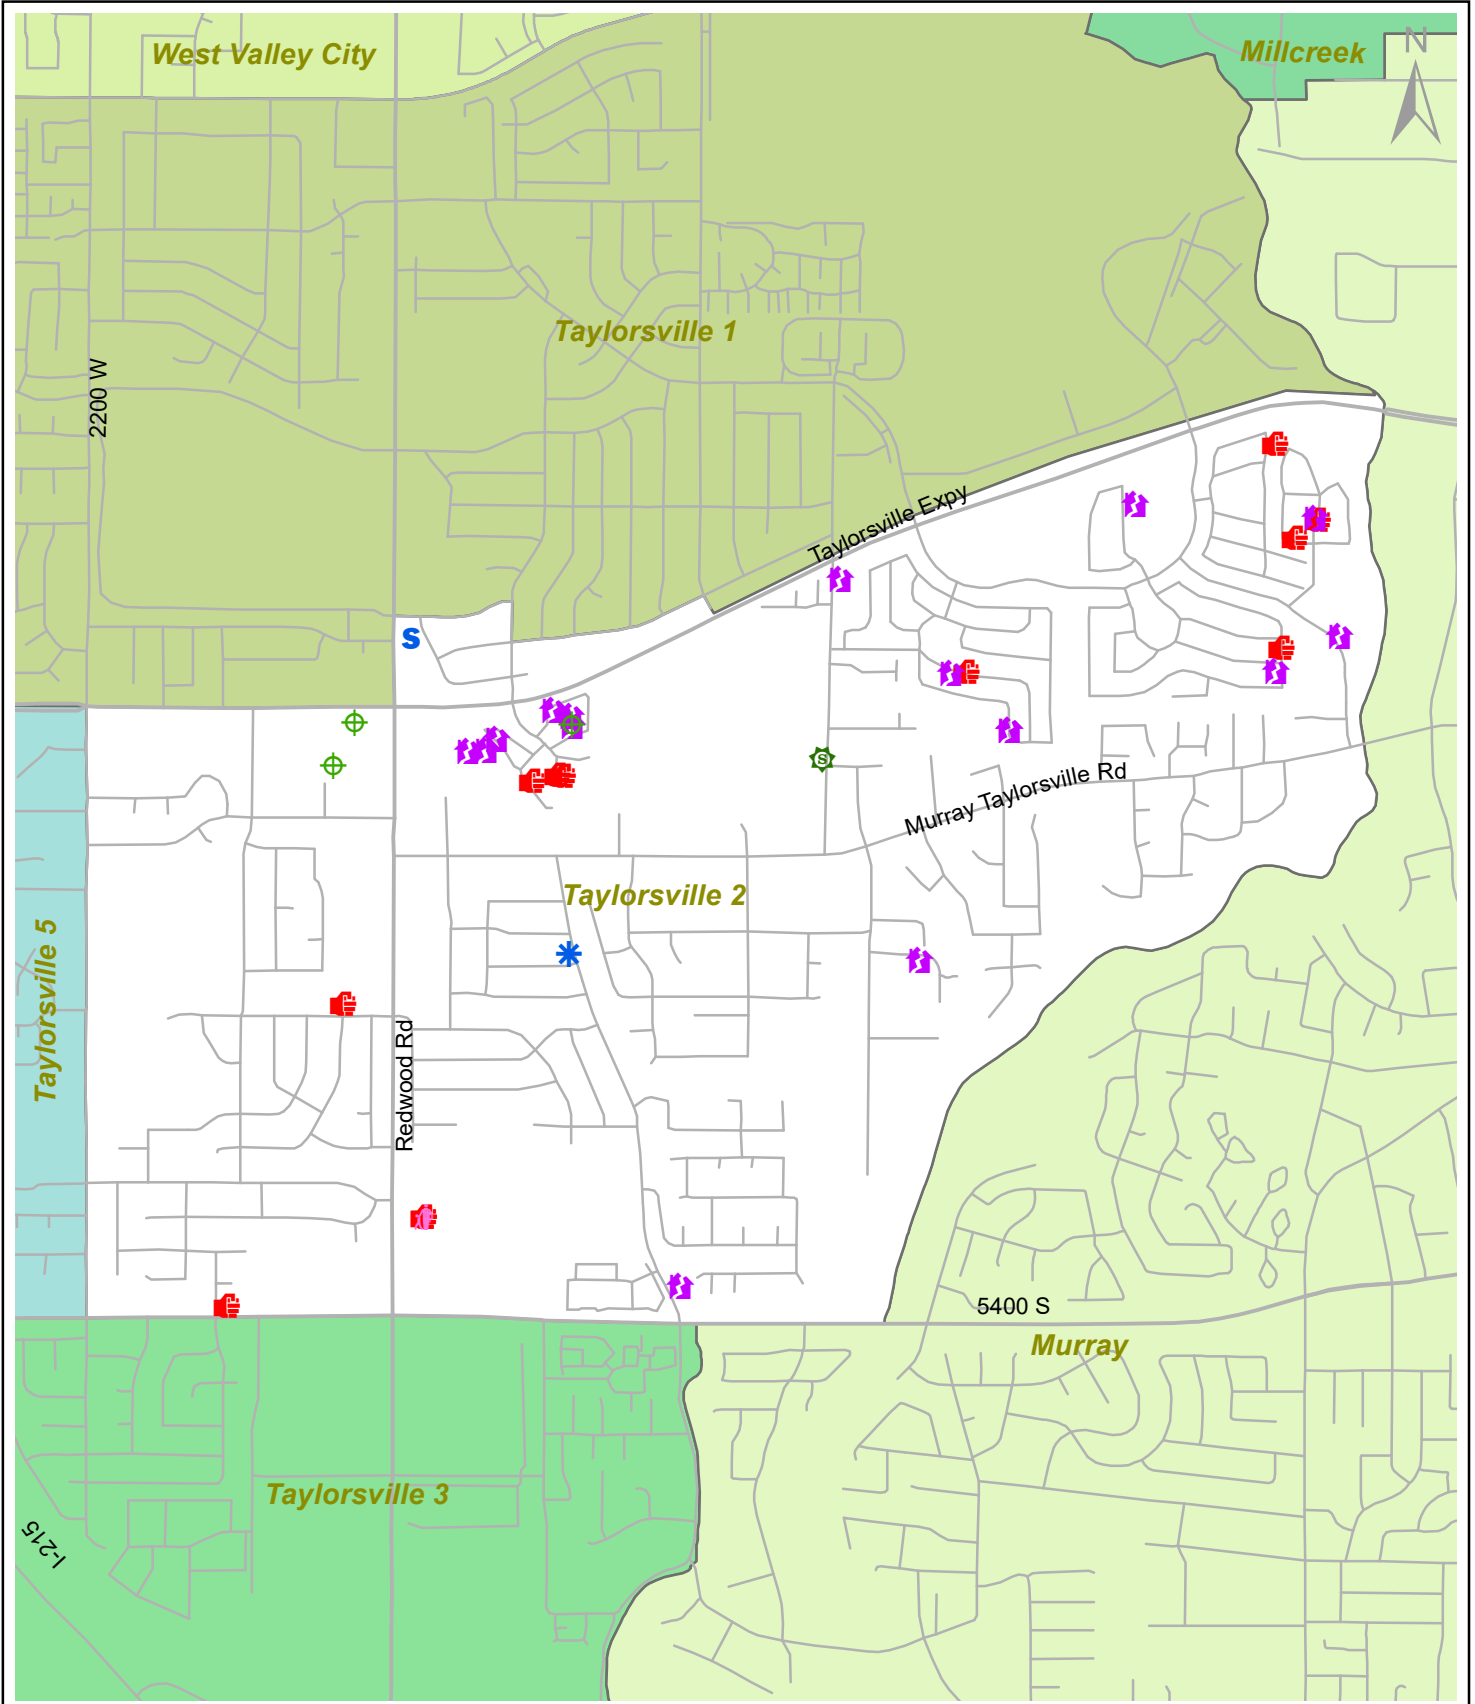 West Valley City
Millcreek
N
Taylorsville 1
2200 W
Taylorsville Expy
S
S
Murray Taylorsville Rd
Taylorsville 2
Taylorsville 5
Redwood Rd
5400 S
Murray
Taylorsville 3
I-215